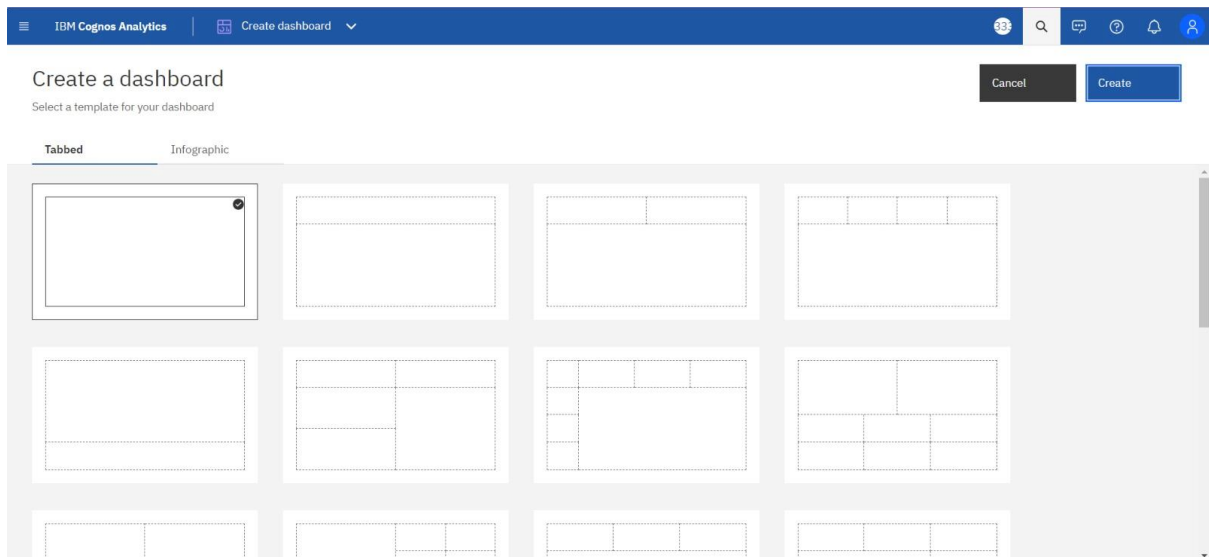 IBM Cognos Analytics
Create dashboard
Create a dashboard
Cancel
Create
Select a template for your dashboard
Tabbed
Infographic